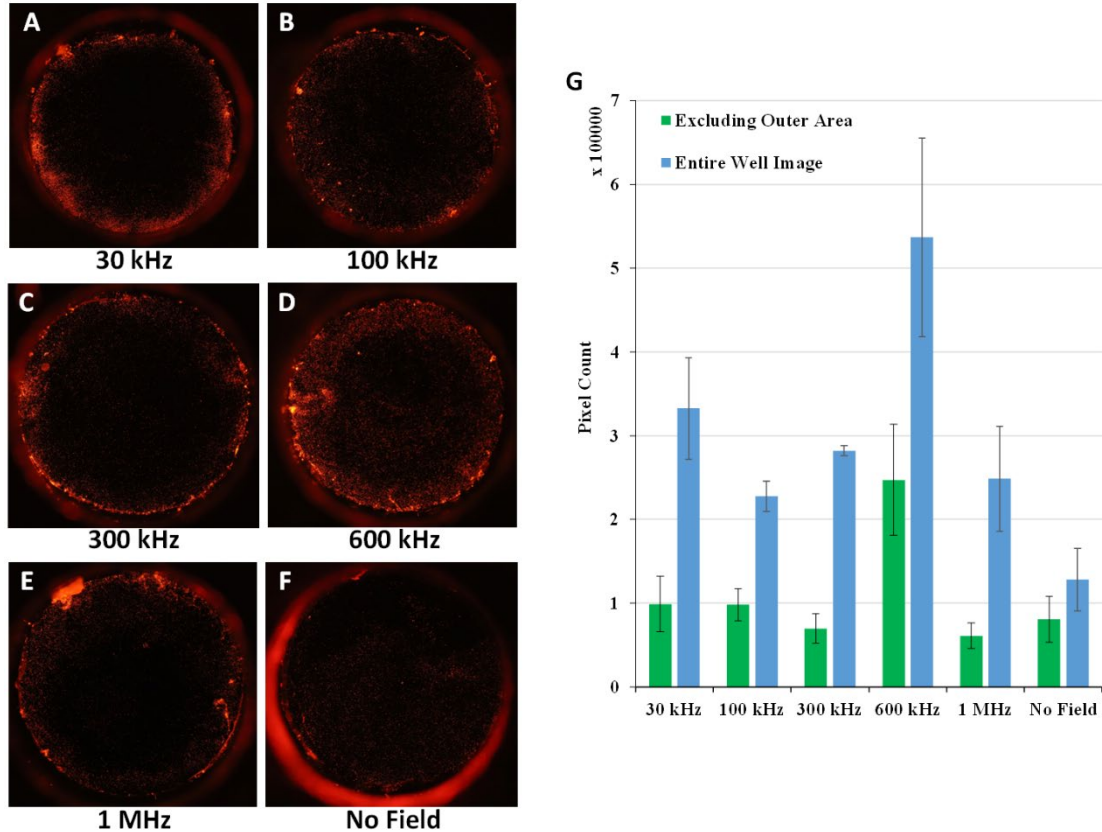 A
B
30 kHz
100 kHz
C
D
300 kHz
600 kHz
E
F
1 MHz
No Field
G
x 100000
Pixel Count
7
6
5
4
3
2
1
0
Excluding Outer Area
Entire Well Image
30 kHz
100 kHz
300 kHz
600 kHz
1 MHz
No Field